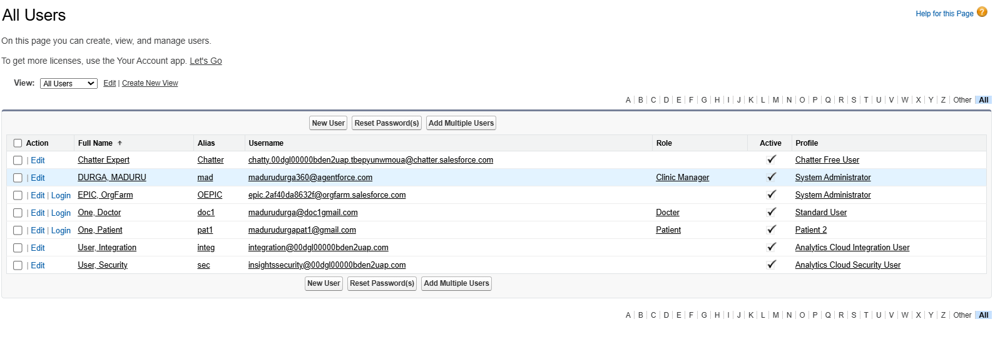 All Users
Help for this Page ?
On this page you can create, view, and manage users.
To get more licenses, use the Your Account app. Let's Go
View: All Users Edit | Create New View
A | B | C | D | E | F | G | H | I | J | K | L | M | N | O | P | Q | R | S | T | U | V | W | X | Y | Z | Other | All
New User Reset Password(s) Add Multiple Users
Action Full Name ↑ Alias Username Role Active Profile
| Edit Chatter Expert Chatter chatty.00dgl00000bden2uap.tbepyunwmoua@chatter.salesforce.com ✓ Chatter Free User
| Edit DURGA, MADURU mad madurudurga360@agentforce.com Clinic Manager ✓ System Administrator
| Edit | Login EPIC, OrgFarm OEPIC epic.2af40da8632f@orgfarm.salesforce.com ✓ System Administrator
| Edit | Login One, Doctor doc1 madurudurga@doc1gmail.com Docter ✓ Standard User
| Edit | Login One, Patient pat1 madurudurgapat1@gmail.com Patient ✓ Patient 2
| Edit User, Integration integ integration@00dgl00000bden2uap.com ✓ Analytics Cloud Integration User
| Edit User, Security sec insightssecurity@00dgl00000bden2uap.com ✓ Analytics Cloud Security User
New User Reset Password(s) Add Multiple Users
A | B | C | D | E | F | G | H | I | J | K | L | M | N | O | P | Q | R | S | T | U | V | W | X | Y | Z | Other | All